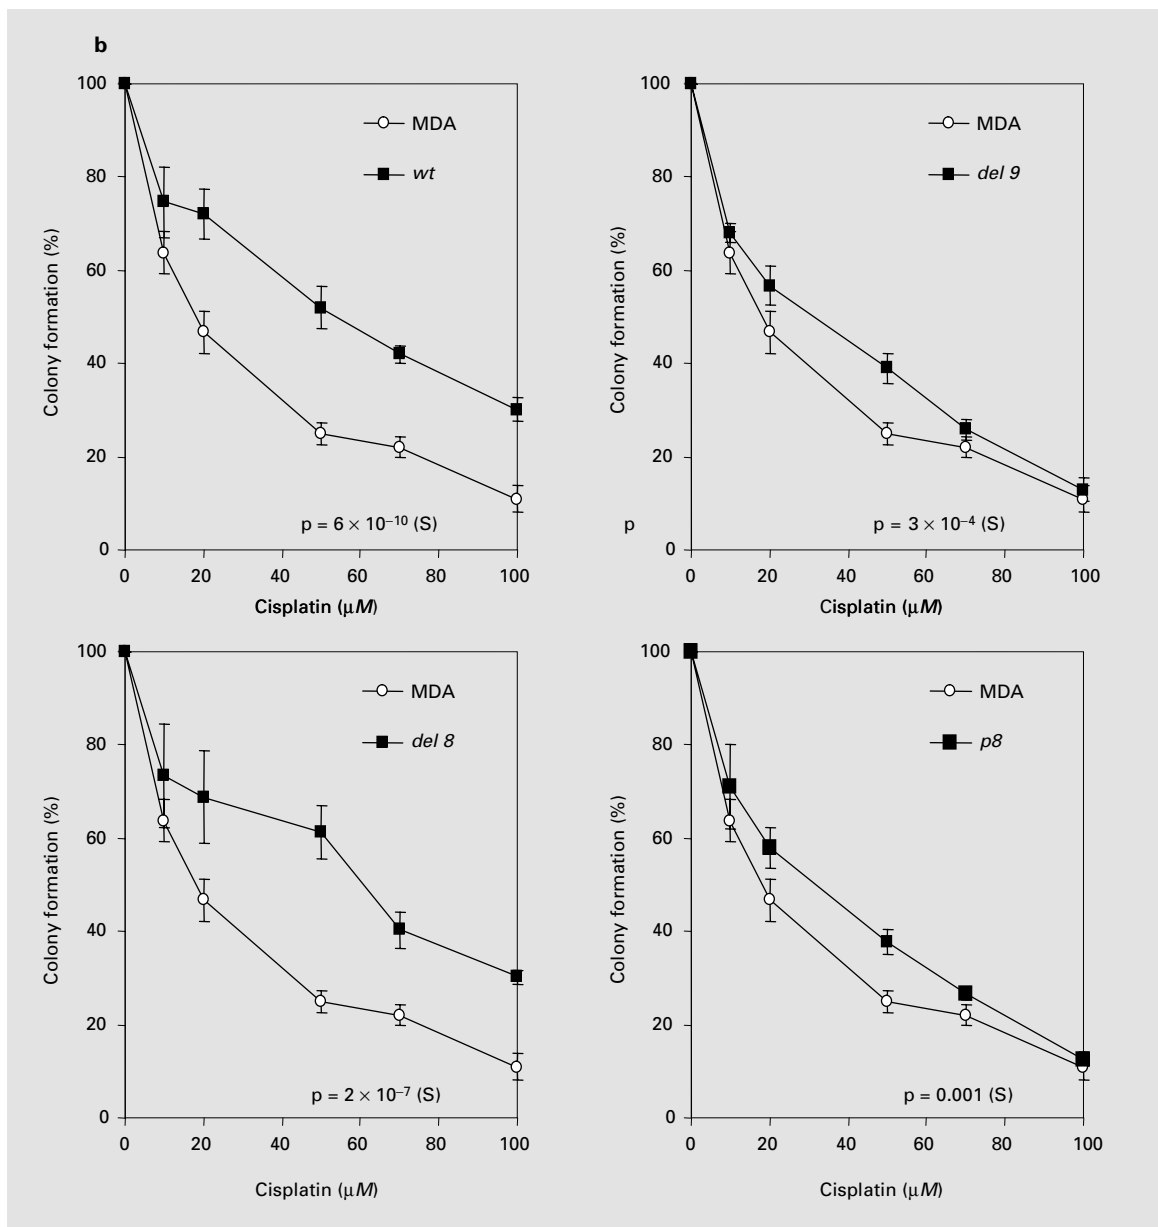 b
100
80
60
40
20
0
Colony formation (%)
MDA
wt
p = 6 × 10⁻¹⁰ (S)
0 20 40 60 80 100
Cisplatin (µM)
100
80
60
40
20
0
Colony formation (%)
MDA
del 9
p
p = 3 × 10⁻⁴ (S)
0 20 40 60 80 100
Cisplatin (µM)
100
80
60
40
20
0
Colony formation (%)
MDA
del 8
p = 2 × 10⁻⁷ (S)
0 20 40 60 80 100
Cisplatin (µM)
100
80
60
40
20
0
Colony formation (%)
MDA
p8
p = 0.001 (S)
0 20 40 60 80 100
Cisplatin (µM)